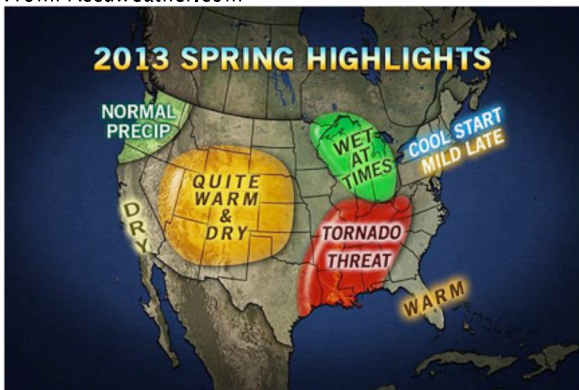 From: Accuweather.com
2013 SPRING HIGHLIGHTS
NORMAL
PRECIP
WET
AT
TIMES
COOL START
MILD LATE
QUITE
WARM
&
DRY
DRY
TORNADO
THREAT
WARM